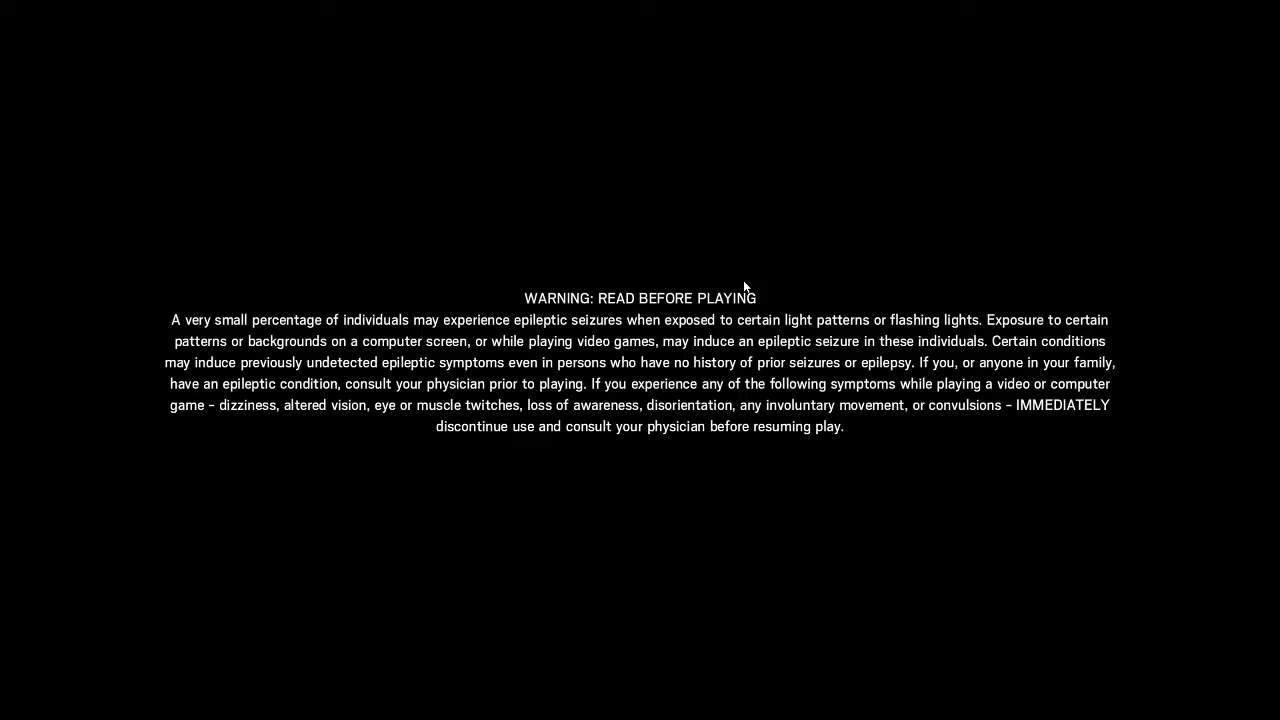 WARNING: READ BEFORE PLAYING
A very small percentage of individuals may experience epileptic seizures when exposed to certain light patterns or flashing lights. Exposure to certain
patterns or backgrounds on a computer screen, or while playing video games, may induce an epileptic seizure in these individuals. Certain conditions
may induce previously undetected epileptic symptoms even in persons who have no history of prior seizures or epilepsy. If you, or anyone in your family,
have an epileptic condition, consult your physician prior to playing. If you experience any of the following symptoms while playing a video or computer
game - dizziness, altered vision, eye or muscle twitches, loss of awareness, disorientation, any involuntary movement, or convulsions - IMMEDIATELY
discontinue use and consult your physician before resuming play.